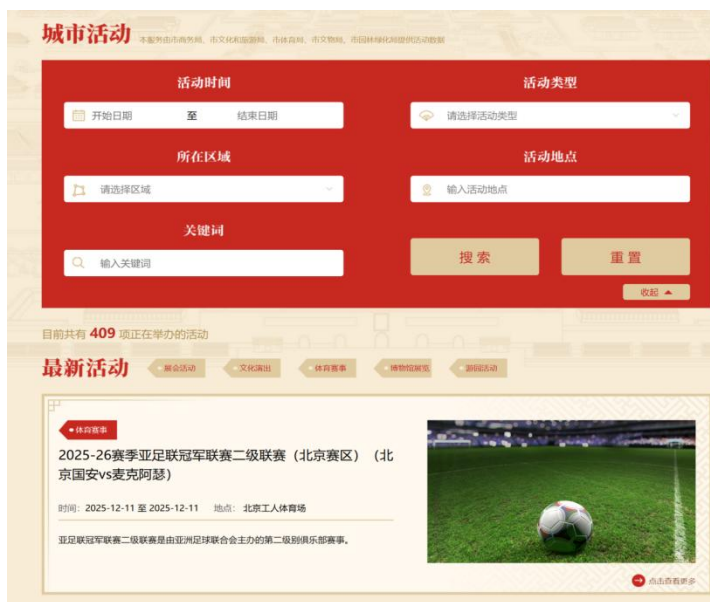 城市活动 本服务由市商务局、市文化和旅游局、市体育局、市文物局、市园林绿化局提供活动数据
活动时间 活动类型
开始日期 至 结束日期 请选择活动类型
所在区域 活动地点
请选择区域 输入活动地点
关键词
输入关键词 搜索 重置
收起
目前共有 409 项正在举办的活动
最新活动 展会活动 文化演出 体育赛事 博物馆展览 游园活动
体育赛事
2025-26赛季亚足联冠军联赛二级联赛（北京赛区）（北
京国安vs麦克阿瑟）
时间： 2025-12-11 至 2025-12-11 地点： 北京工人体育场
亚足联冠军联赛二级联赛是由亚洲足球联合会主办的第二级别俱乐部赛事。
点击查看更多